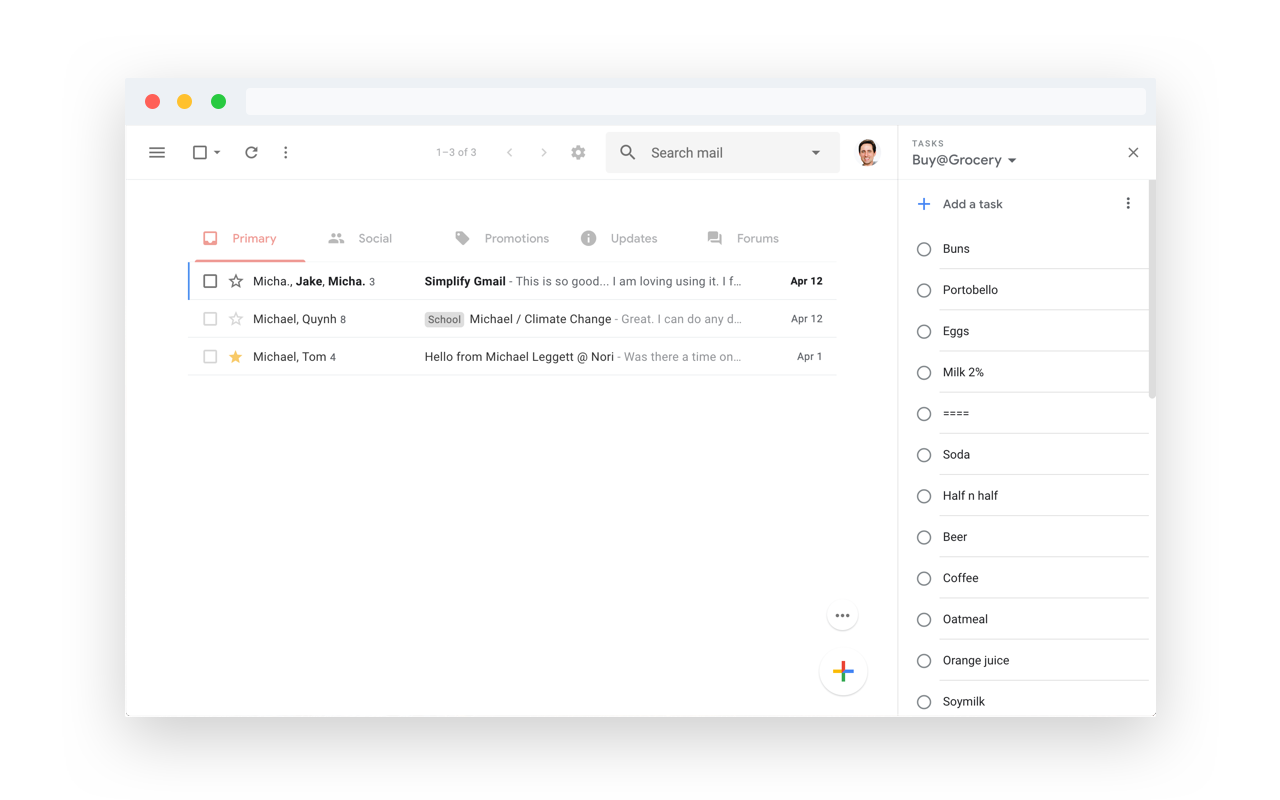 1–3 of 3
Search mail
TASKS
Buy@Grocery
Add a task
Primary
Social
Promotions
Updates
Forums
Micha., Jake, Micha. 3
Simplify Gmail - This is so good... I am loving using it. I f...
Apr 12
Michael, Quynh 8
School Michael / Climate Change - Great. I can do any d...
Apr 12
Michael, Tom 4
Hello from Michael Leggett @ Nori - Was there a time on...
Apr 1
Buns
Portobello
Eggs
Milk 2%
====
Soda
Half n half
Beer
Coffee
Oatmeal
Orange juice
Soymilk